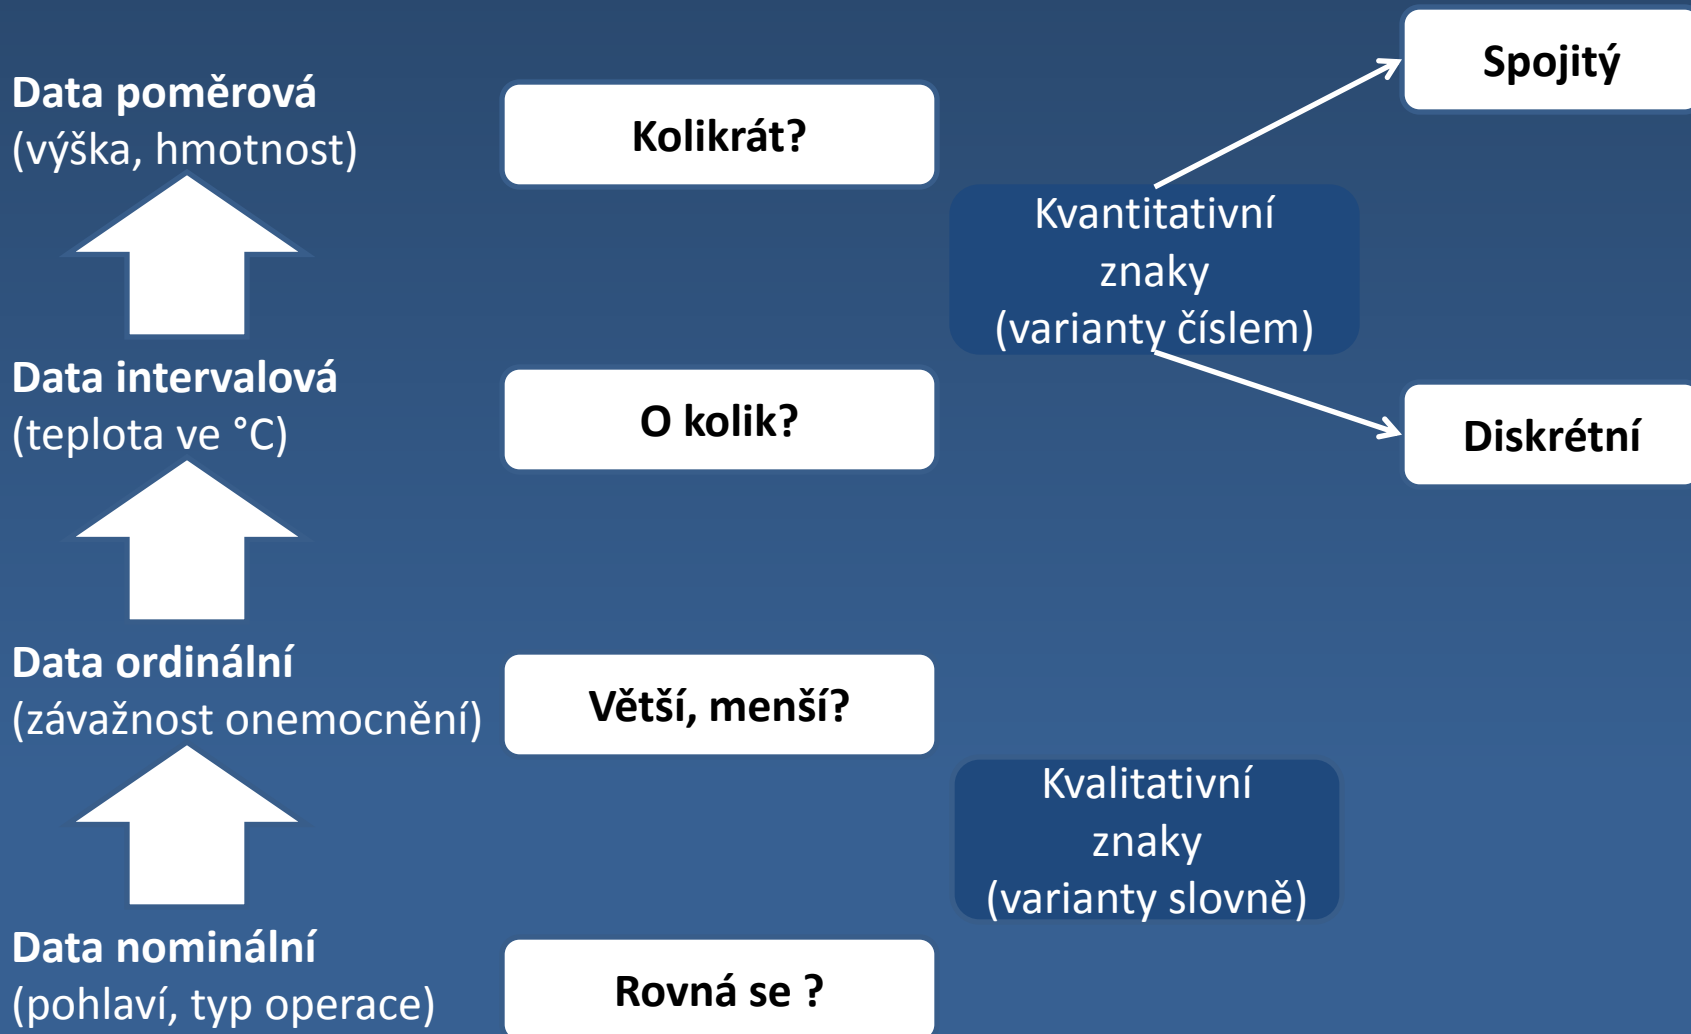 Spojitý
Data poměrová
(výška, hmotnost)
Kolikrát?
Kvantitativní
znaky
(varianty číslem)
Data intervalová
(teplota ve °C)
O kolik?
Diskrétní
Data ordinální
(závažnost onemocnění)
Větší, menší?
Kvalitativní
znaky
(varianty slovně)
Data nominální
(pohlaví, typ operace)
Rovná se ?